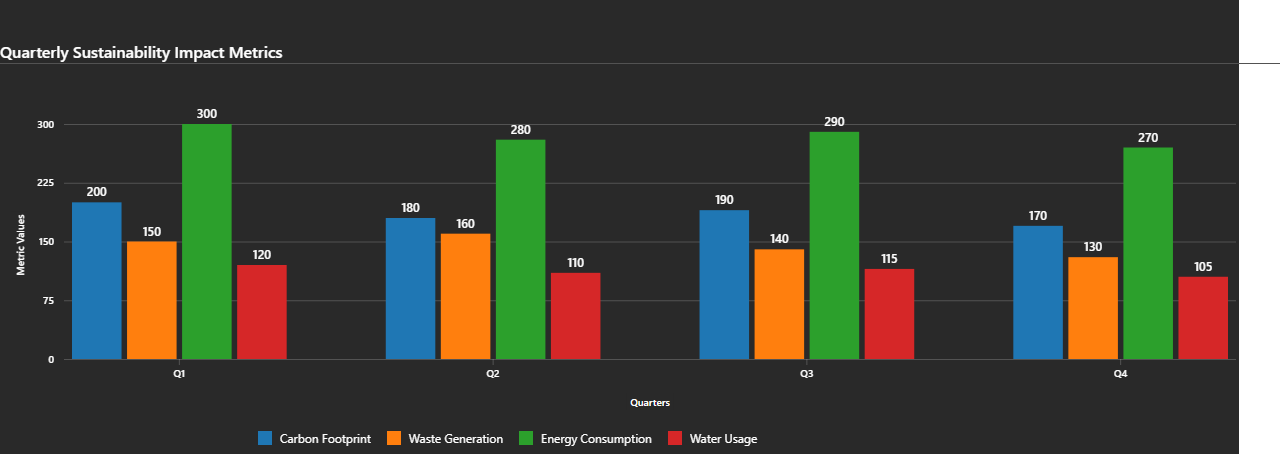 Quarterly Sustainability Impact Metrics
300
225
150
75
0
Metric Values
200
150
300
120
180
160
280
110
190
140
290
115
170
130
270
105
Q1
Q2
Q3
Q4
Quarters
Carbon Footprint
Waste Generation
Energy Consumption
Water Usage